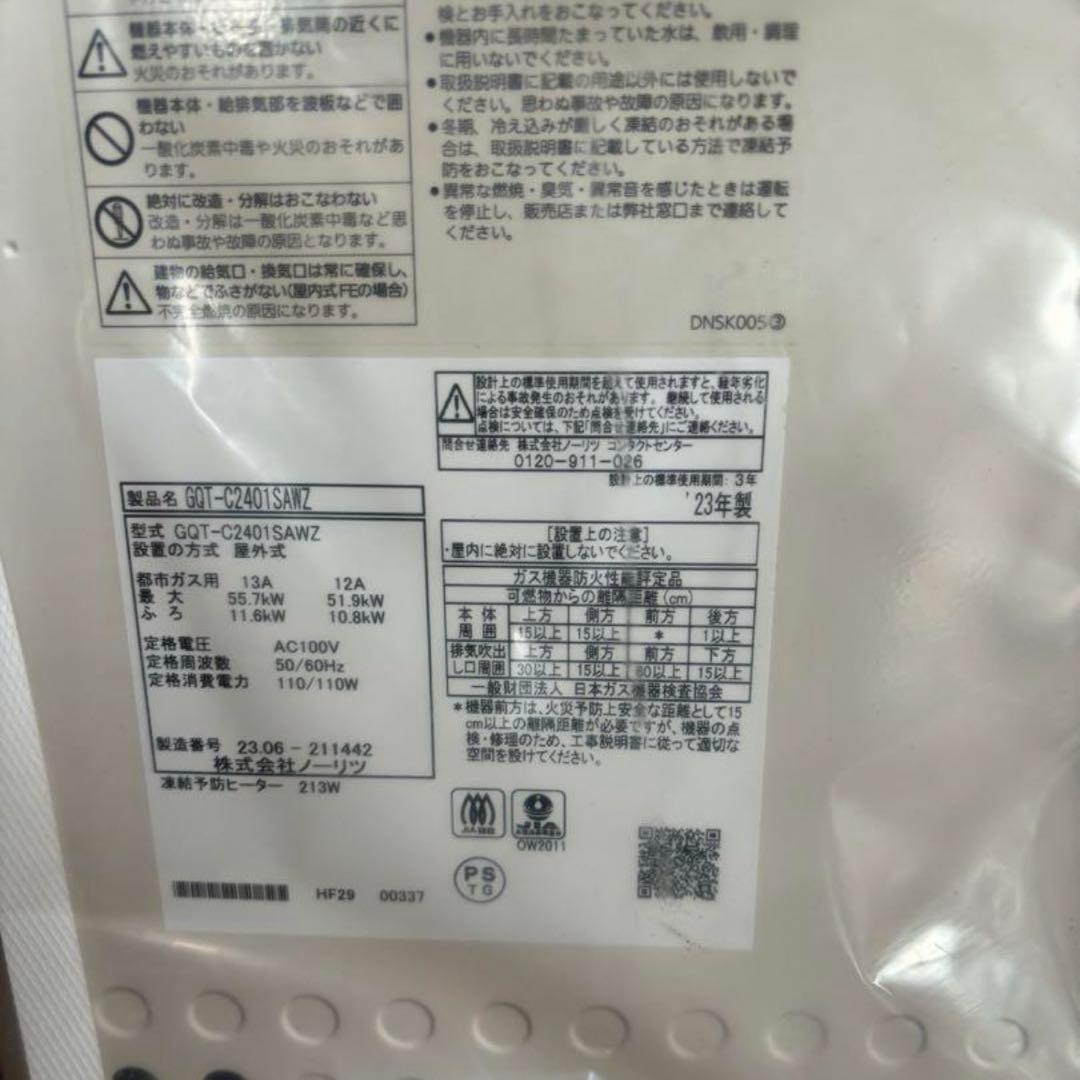 機器本体・
排気筒の近くに
燃えやすいものを置かない
火災のおそれがあります。
機器本体・給排気部を波板などで囲
わない
一酸化炭素中毒や火災のおそれがあ
ります。
絶対に改造・分解はおこなわない
改造・分解は一酸化炭素中毒など思
わぬ事故や故障の原因となります。
建物の給気口・換気口は常に確保し、
物などでふさがない(屋内式FEの場合)
不完全燃焼の原因になります。
検とお手入れをおこなってください。
●機器内に長時間たまっていた水は、飲用・調理
に用いないでください。
●取扱説明書に記載の用途以外には使用しないで
ください。思わぬ事故や故障の原因になります。
●冬期、冷え込みが厳しく凍結のおそれがある場
合は、取扱説明書に記載している方法で凍結予
防をおこなってください。
●異常な燃焼・臭気・異常音を感じたときは運転
を停止し、販売店または弊社窓口まで連絡して
ください。
DNSK005③
設計上の標準使用期間を超えて使用されますと、経年劣化
による事故発生のおそれがあります。継続して使用される
場合は安全確保のため点検を受けてください。
点検については、下記「問合せ連絡先」にご連絡ください。
問合せ連絡先 株式会社ノーリツ コンタクトセンター
0120-911-026
設計上の標準使用期間: 3年
'23年製
製品名 GQT-C2401SAWZ
型式 GQT-C2401SAWZ
設置の方式 屋外式
都市ガス用 13A 12A
最大 55.7kW 51.9kW
ふろ 11.6kW 10.8kW
定格電圧 AC100V
定格周波数 50/60Hz
定格消費電力 110/110W
製造番号 23.06-211442
株式会社ノーリツ
凍結予防ヒーター 213W
[設置上の注意]
・屋内に絶対に設置しないでください。
ガス機器防火性能評定品
可燃物からの離隔距離(cm)
本体周囲 上方 側方 前方 後方
15以上 15以上 * 1以上
排気吹出し口周囲 上方 側方 前方 下方
30以上 15以上 60以上 15以上
一般財団法人 日本ガス機器検査協会
*機器前方は、火災予防上安全な距離として15
cm以上の離隔距離が必要ですが、機器の点
検・修理のため、工事説明書に従って適切な
空間を設けてください。
JIA
JIA
OW2011
PS
TG
HF29 00337